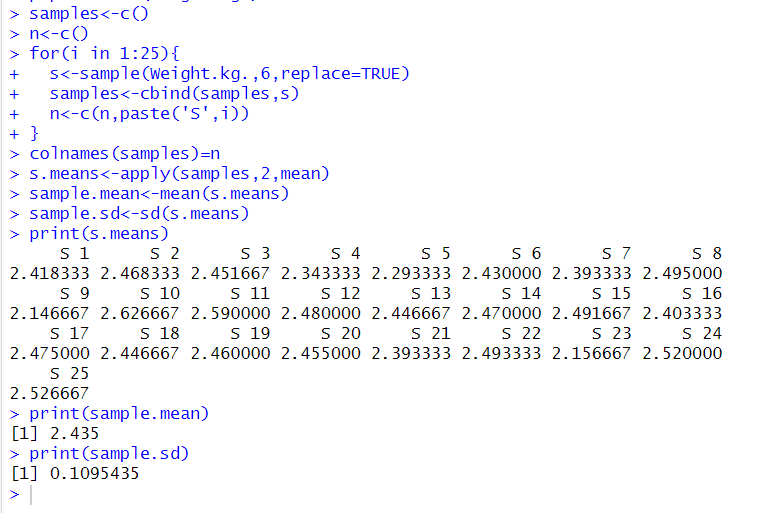 > samples<-c()
> n<-c()
> for(i in 1:25){
+   s<-sample(Weight.kg.,6,replace=TRUE)
+   samples<-cbind(samples,s)
+   n<-c(n,paste('S',i))
+ }
> colnames(samples)=n
> s.means<-apply(samples,2,mean)
> sample.mean<-mean(s.means)
> sample.sd<-sd(s.means)
> print(s.means)
     S 1      S 2      S 3      S 4      S 5      S 6      S 7      S 8
2.418333 2.468333 2.451667 2.343333 2.293333 2.430000 2.393333 2.495000
     S 9     S 10     S 11     S 12     S 13     S 14     S 15     S 16
2.146667 2.626667 2.590000 2.480000 2.446667 2.470000 2.491667 2.403333
    S 17     S 18     S 19     S 20     S 21     S 22     S 23     S 24
2.475000 2.446667 2.460000 2.455000 2.393333 2.493333 2.156667 2.520000
    S 25
2.526667
> print(sample.mean)
[1] 2.435
> print(sample.sd)
[1] 0.1095435
>